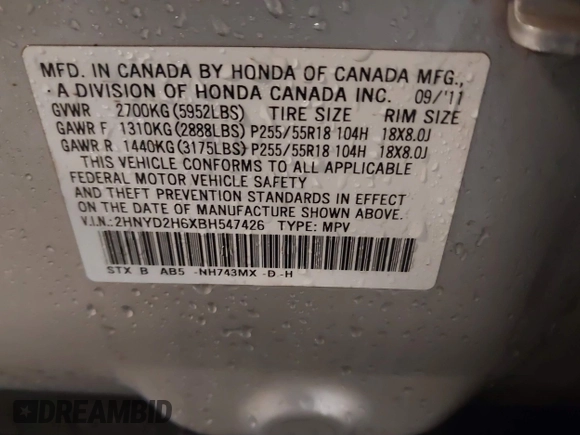 MFD. IN CANADA BY HONDA OF CANADA MFG.,
A DIVISION OF HONDA CANADA INC. 09/'11
GVWR 2700KG(5952LBS) TIRE SIZE RIM SIZE
GAWR F 1310KG(2888LBS) P255/55R18 104H 18X8.0J
GAWR R 1440KG(3175LBS) P255/55R18 104H 18X8.0J
THIS VEHICLE CONFORMS TO ALL APPLICABLE
FEDERAL MOTOR VEHICLE SAFETY
AND THEFT PREVENTION STANDARDS IN EFFECT
ON THE DATE OF MANUFACTURE SHOWN ABOVE.
V.I.N.:2HNYD2H6XBH547426 TYPE: MPV
STX B AB5 -NH743MX -D -H
DREAMBID